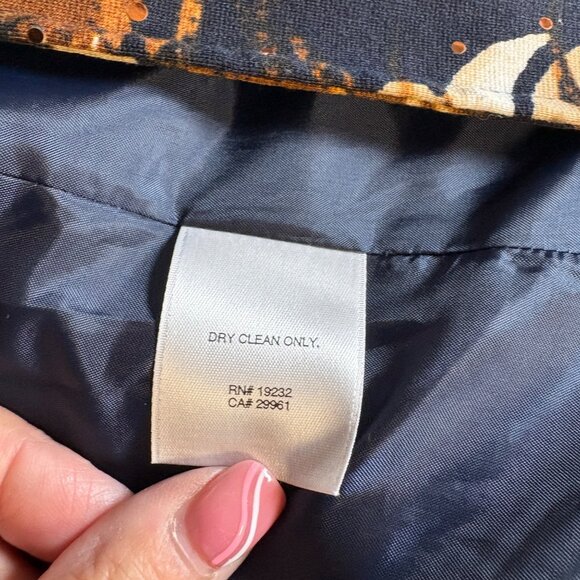 DRY CLEAN ONLY.
RN# 19232
CA# 29961